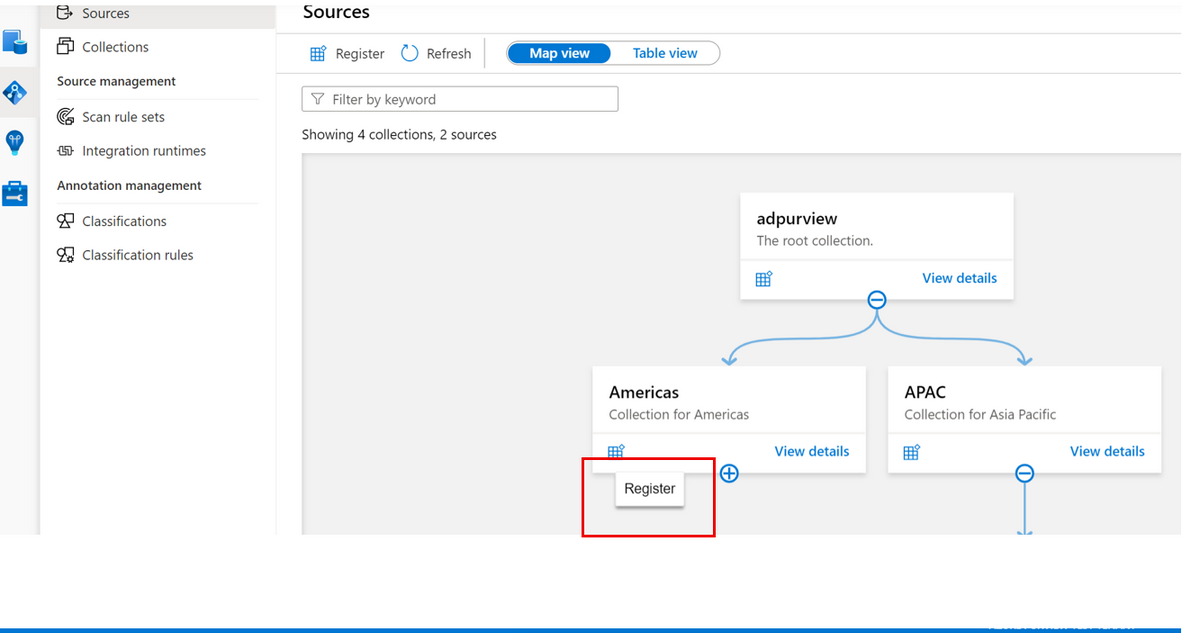 Sources
Collections
Source management
Scan rule sets
Integration runtimes
Annotation management
Classifications
Classification rules
Sources
Register
Refresh
Map view
Table view
Filter by keyword
Showing 4 collections, 2 sources
adpurview
The root collection.
View details
Americas
Collection for Americas
View details
Register
APAC
Collection for Asia Pacific
View details